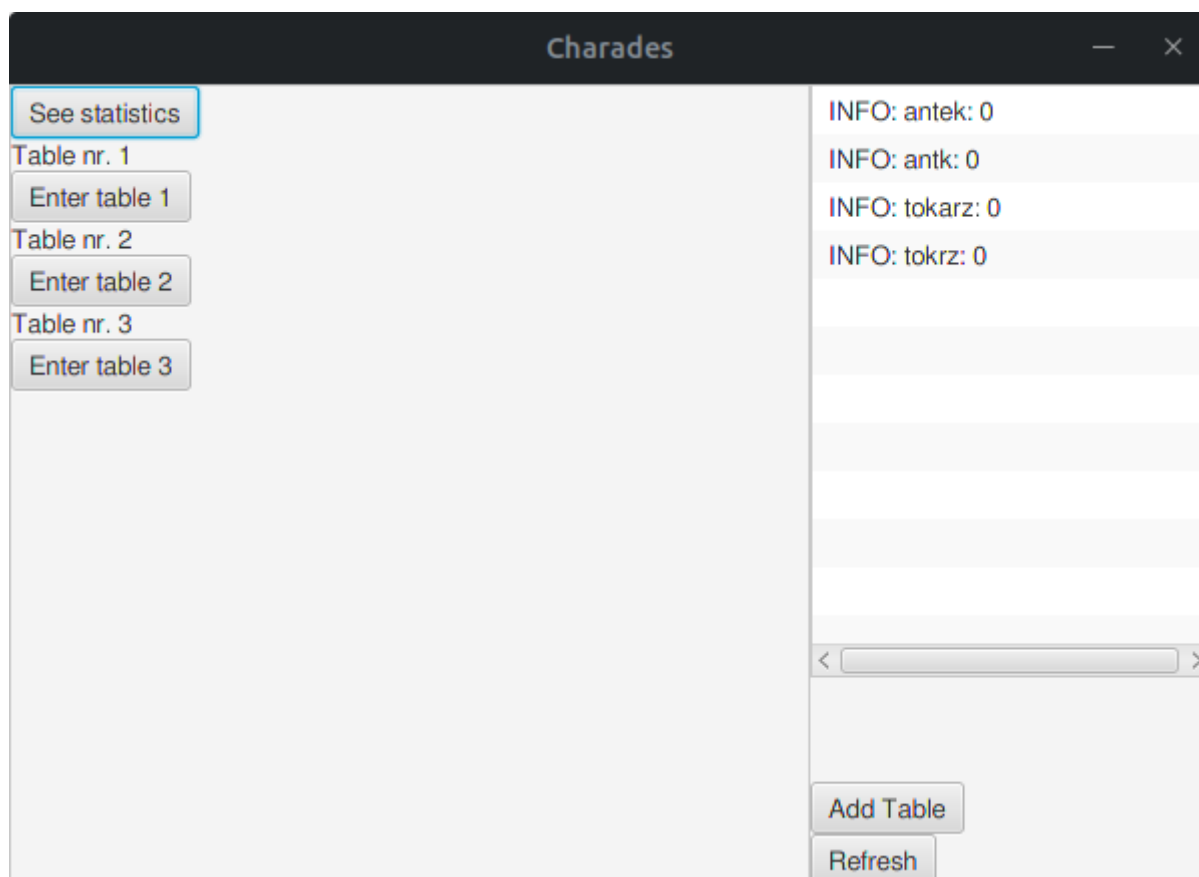 Charades
See statistics
Table nr. 1
Enter table 1
Table nr. 2
Enter table 2
Table nr. 3
Enter table 3
INFO: antek: 0
INFO: antk: 0
INFO: tokarz: 0
INFO: tokrz: 0
Add Table
Refresh